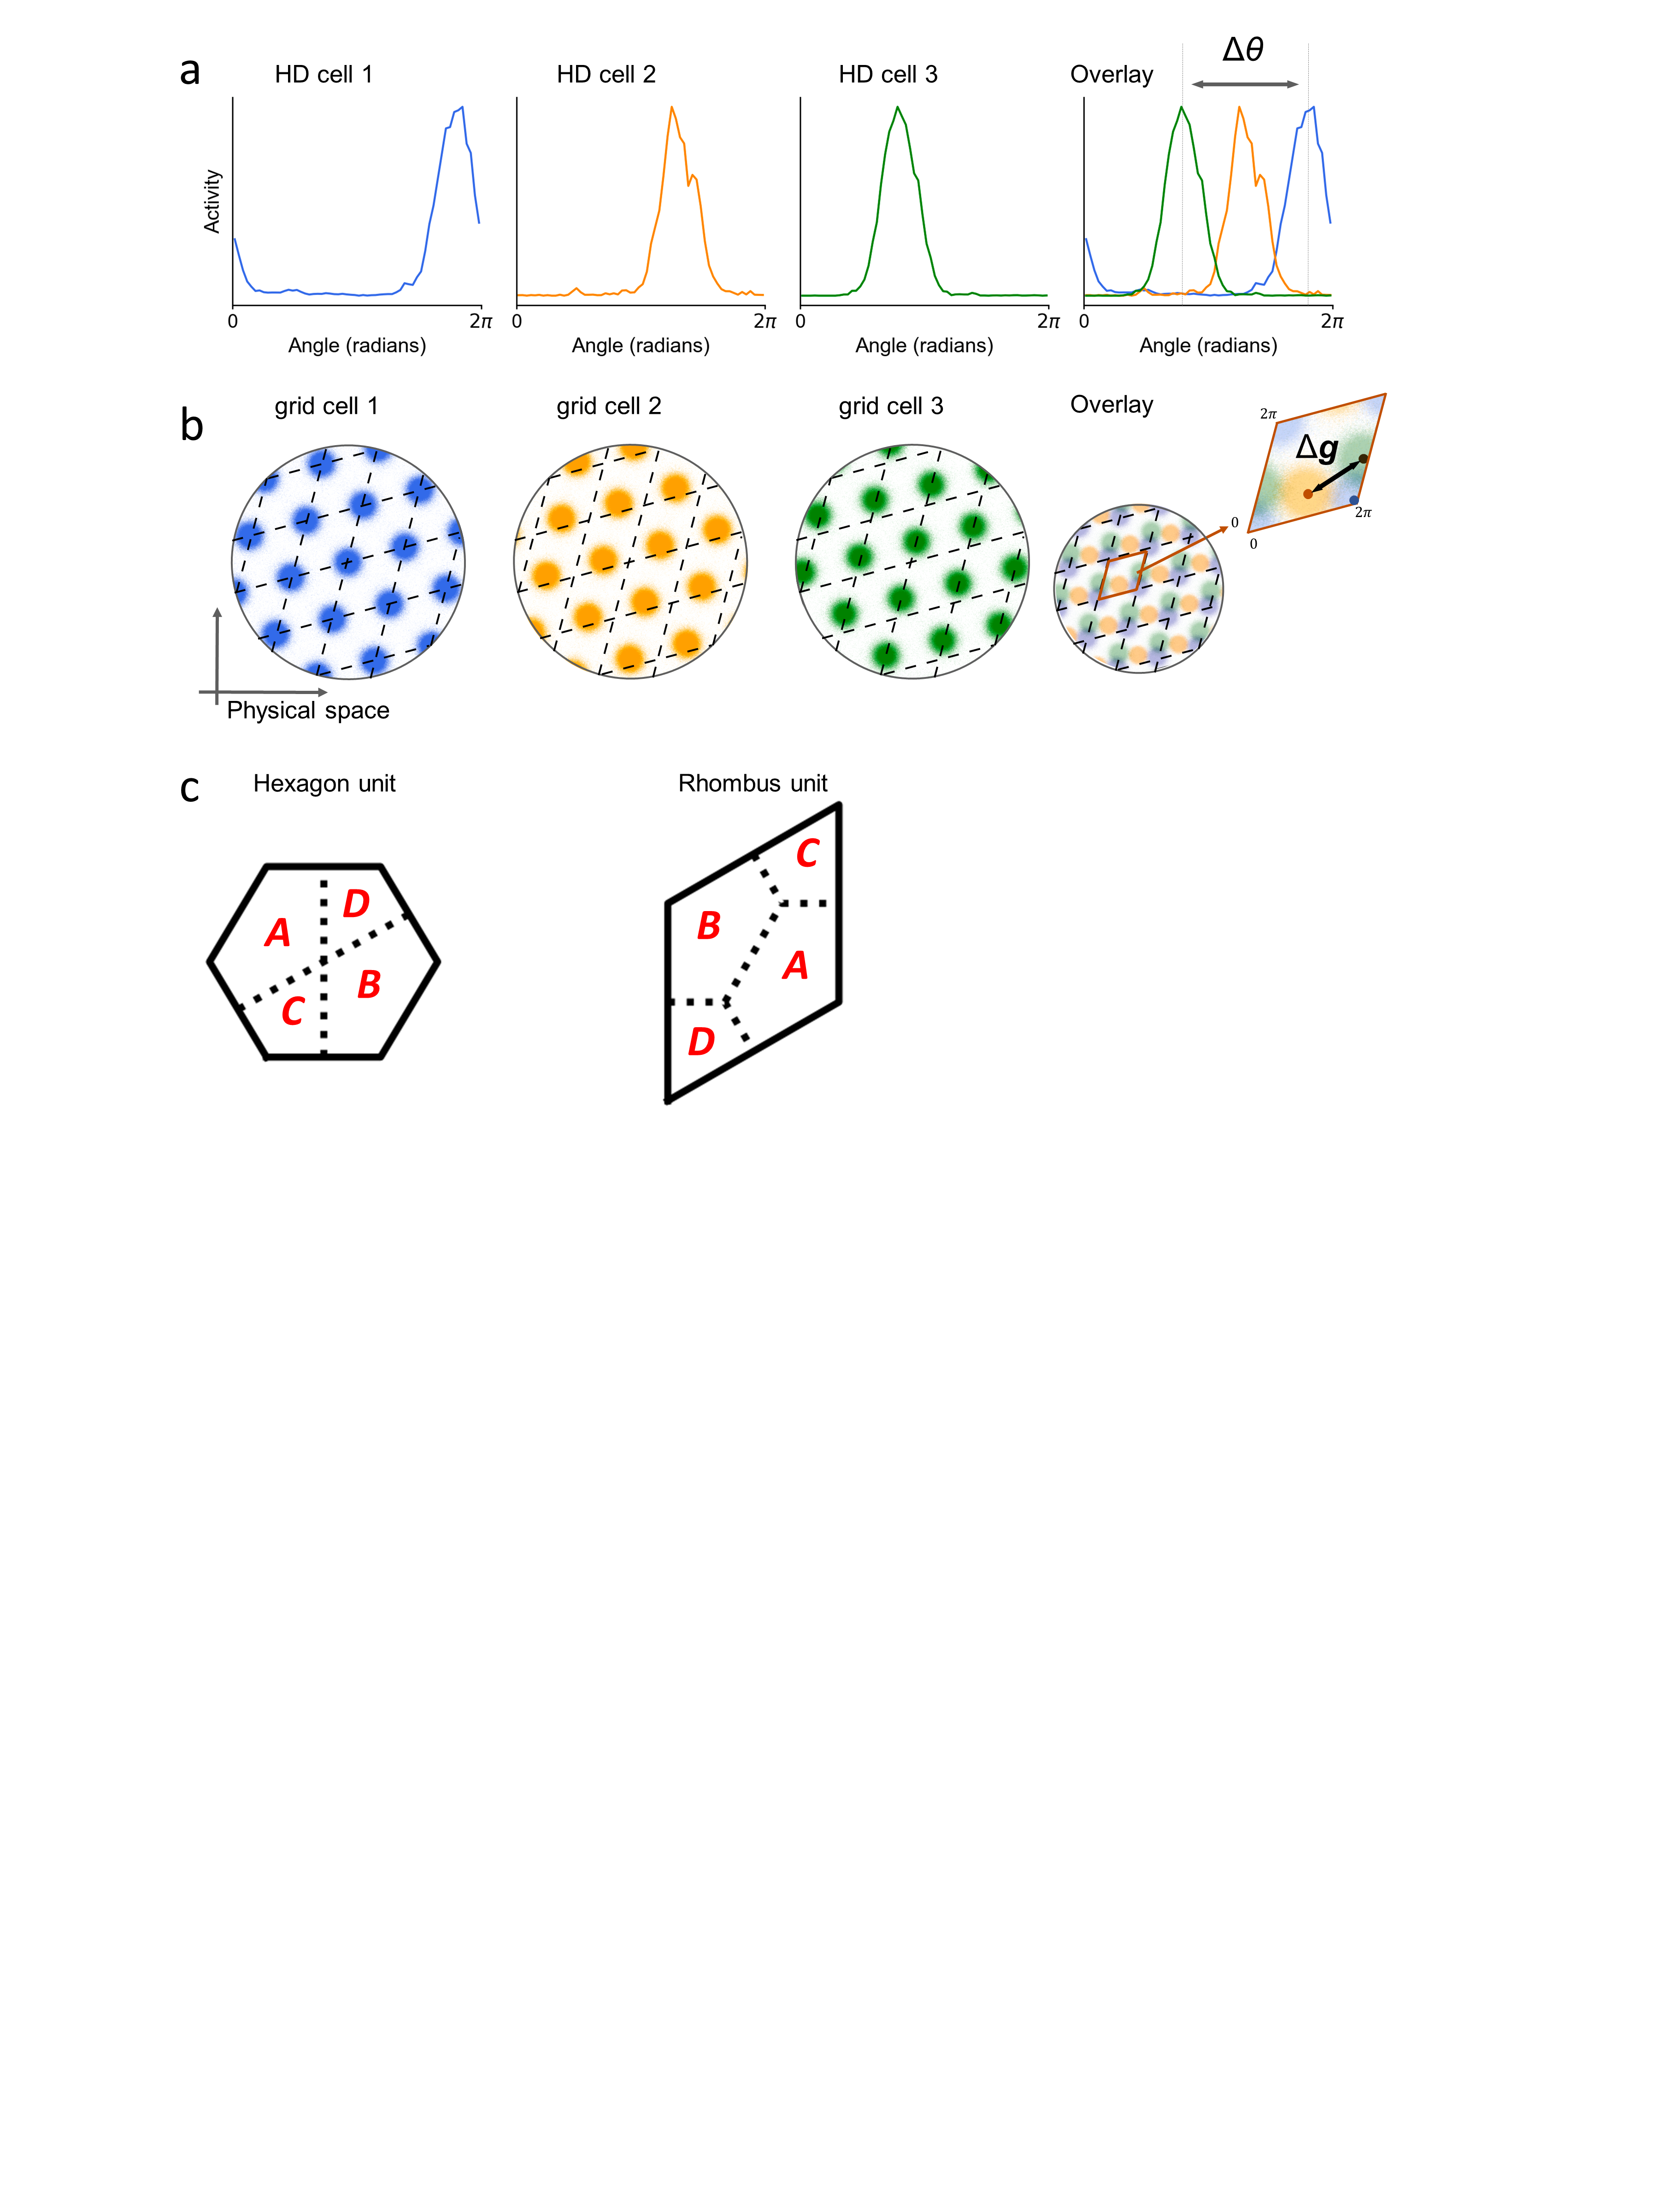 a
HD cell 1
HD cell 2
HD cell 3
Overlay
Δθ
Activity
0
2π
0
2π
0
2π
0
2π
Angle (radians)
Angle (radians)
Angle (radians)
Angle (radians)
b
grid cell 1
grid cell 2
grid cell 3
Overlay
2π
Δg
2π
0
0
Physical space
c
Hexagon unit
Rhombus unit
A
D
C
B
C
B
A
D